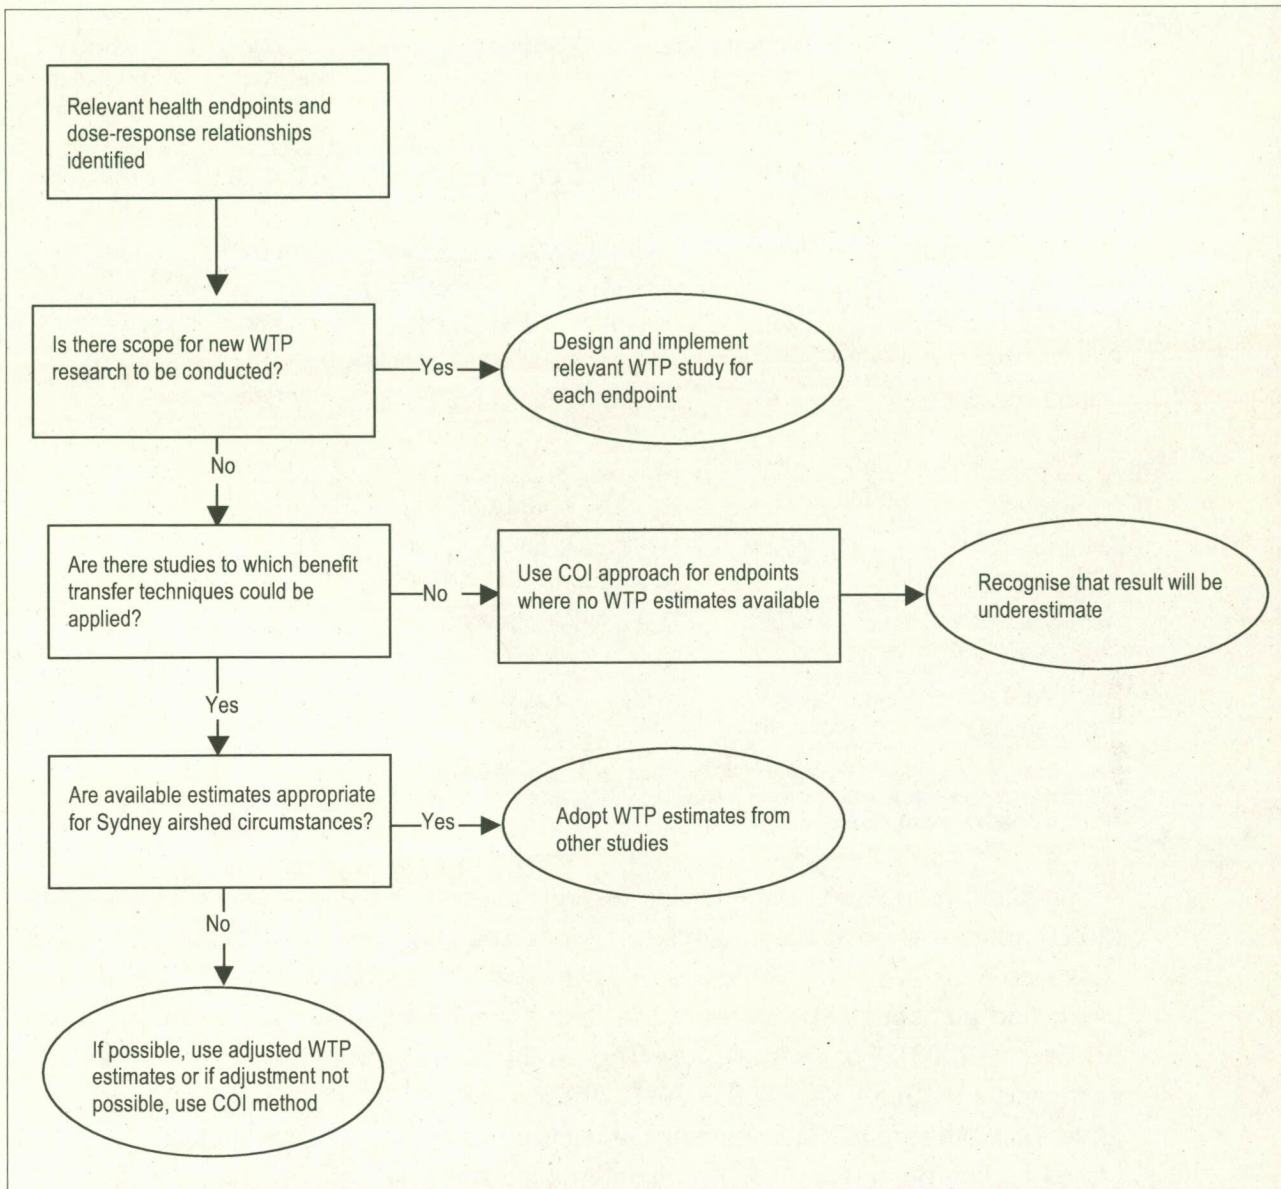 Relevant health endpoints and
dose-response relationships
identified
Is there scope for new WTP
research to be conducted?
Yes
Design and implement
relevant WTP study for
each endpoint
No
Are there studies to which benefit
transfer techniques could be
applied?
No
Use COI approach for endpoints
where no WTP estimates available
Recognise that result will be
underestimate
Yes
Are available estimates appropriate
for Sydney airshed circumstances?
Yes
Adopt WTP estimates from
other studies
No
If possible, use adjusted WTP
estimates or if adjustment not
possible, use COI method